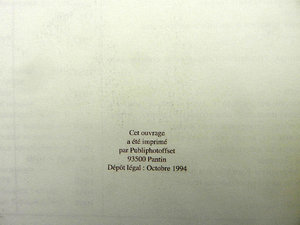 Cet ouvrage
a été imprimé
par Publiphotoffset
93500 Pantin
Dépôt légal : Octobre 1994